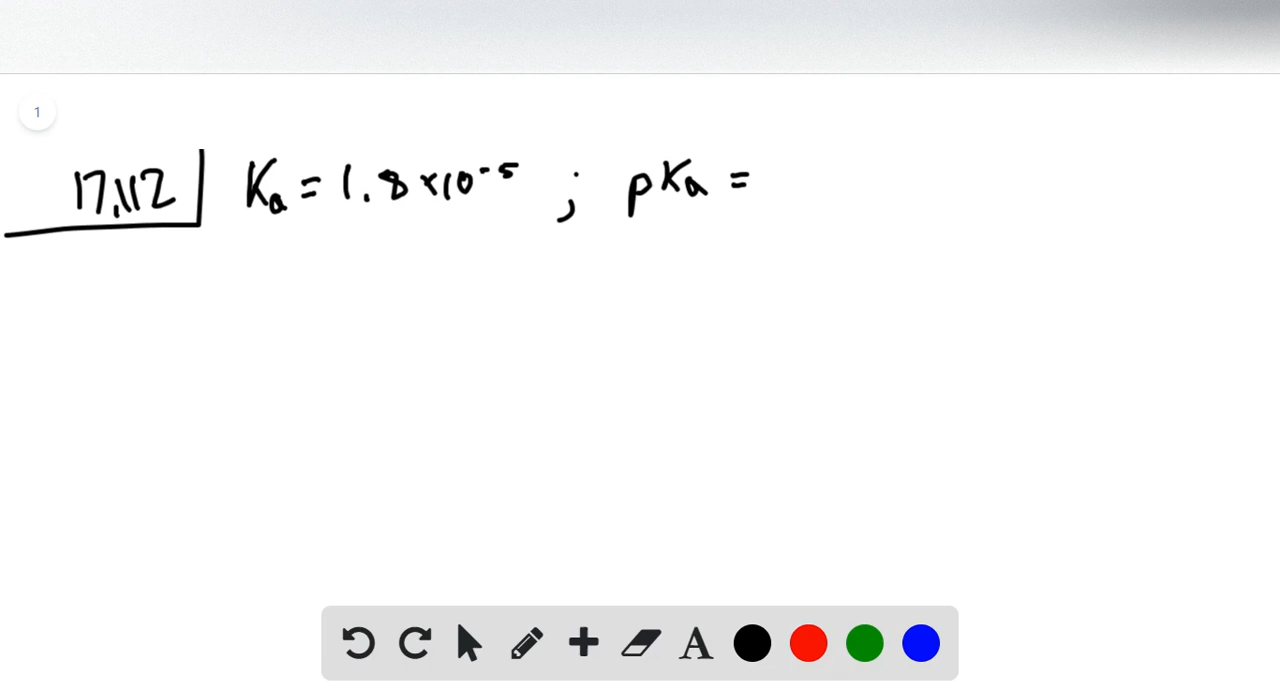 1
17.112 Ka = 1.8 × 10⁻⁵ ; pKa =
A